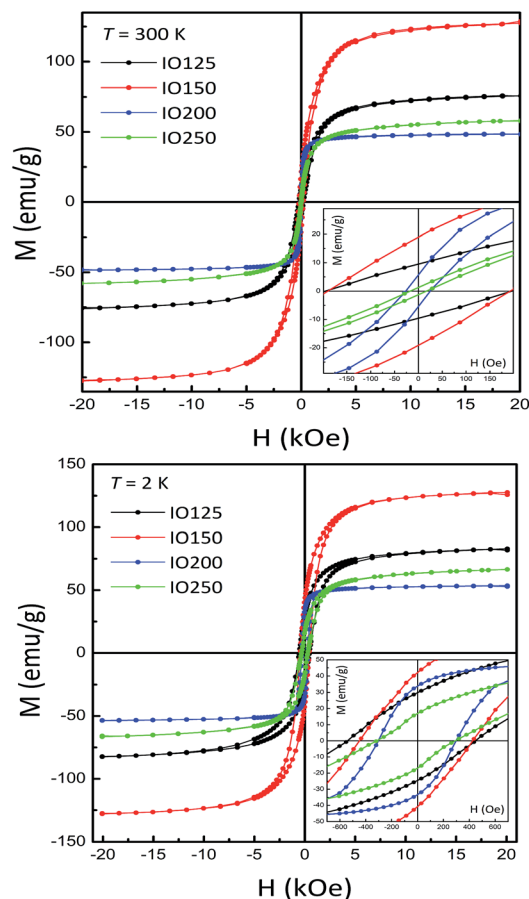 T = 300 K
IO125
IO150
IO200
IO250
M (emu/g)
100
50
0
-50
-100
-20 -15 -10 -5 0 5 10 15 20
H (kOe)
M (emu/g)
20
10
0
-10
-20
-150 -100 -50 0 50 100 150
H (Oe)
T = 2 K
IO125
IO150
IO200
IO250
M (emu/g)
150
100
50
0
-50
-100
-150
-20 -15 -10 -5 0 5 10 15 20
H (kOe)
M (emu/g)
50
40
30
20
10
0
-10
-20
-30
-40
-50
-600 -400 -200 0 200 400 600
H (Oe)